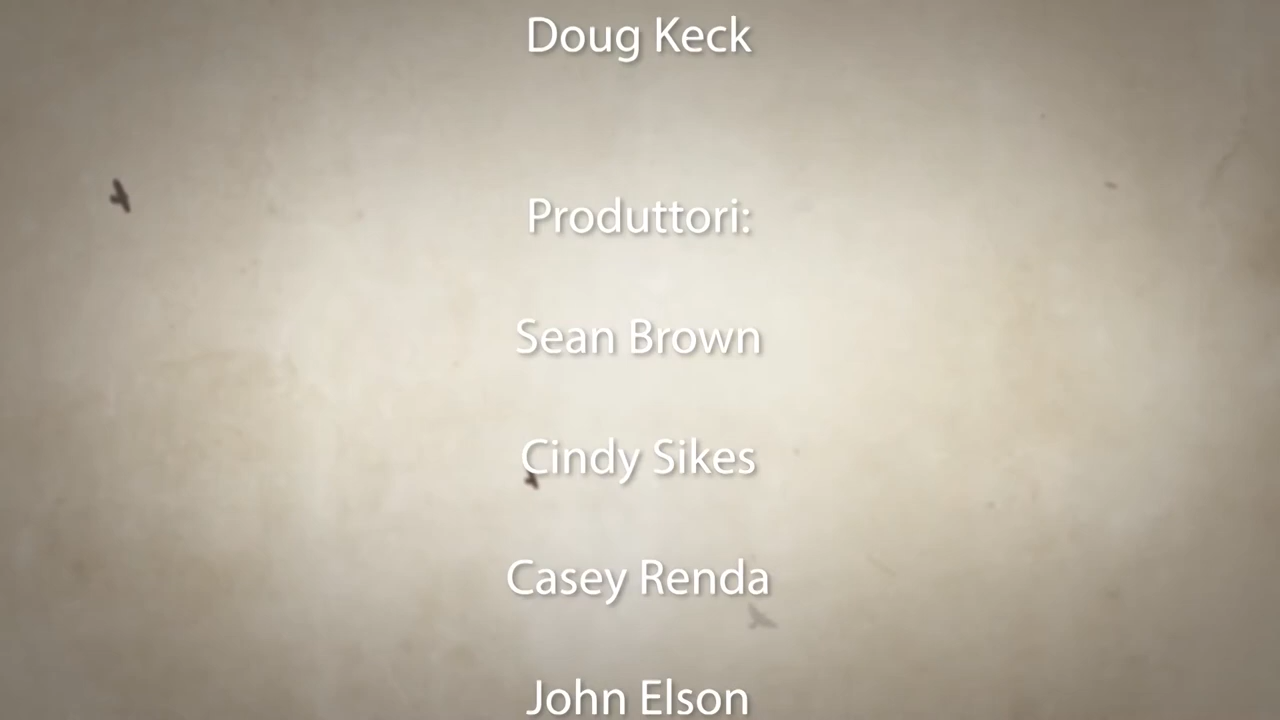 Doug Keck
Produttori:
Sean Brown
Cindy Sikes
Casey Renda
John Elson